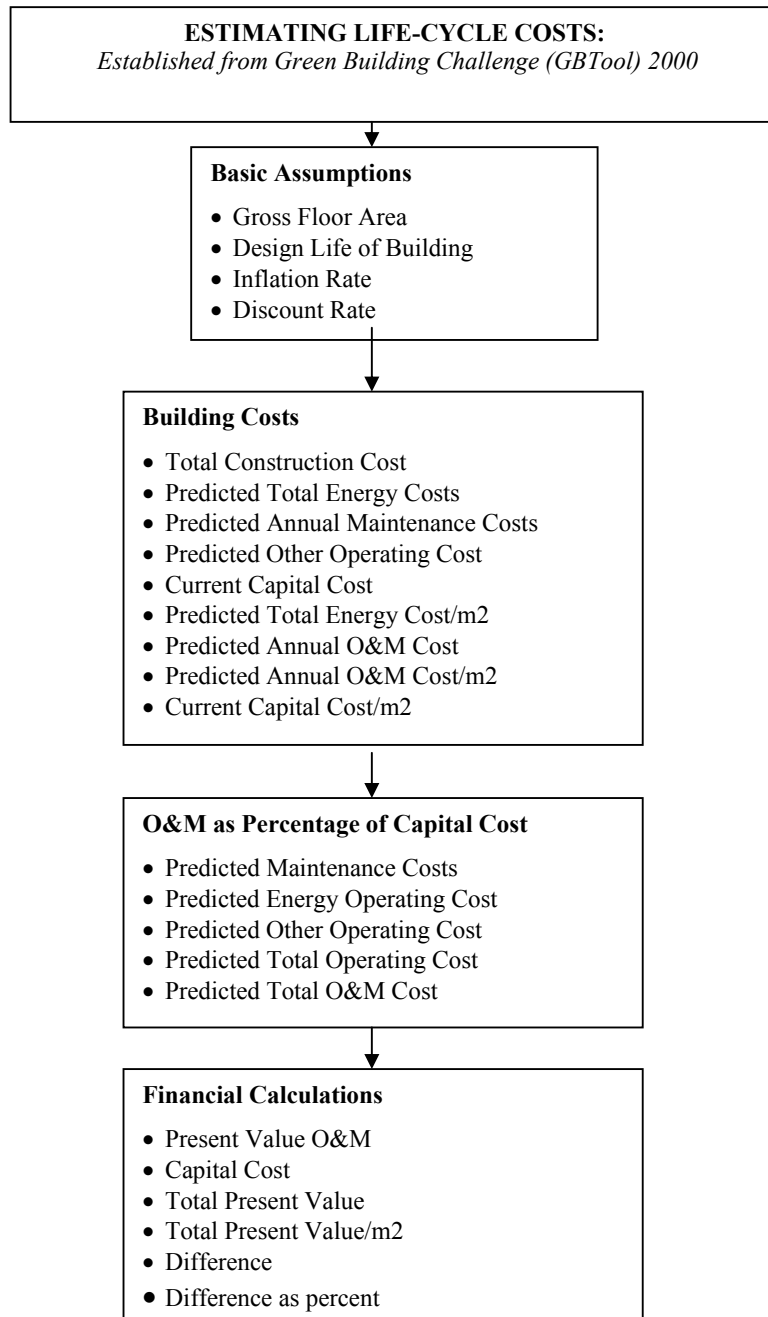 ESTIMATING LIFE-CYCLE COSTS:
Established from Green Building Challenge (GBTool) 2000
Basic Assumptions
• Gross Floor Area
• Design Life of Building
• Inflation Rate
• Discount Rate
Building Costs
• Total Construction Cost
• Predicted Total Energy Costs
• Predicted Annual Maintenance Costs
• Predicted Other Operating Cost
• Current Capital Cost
• Predicted Total Energy Cost/m2
• Predicted Annual O&M Cost
• Predicted Annual O&M Cost/m2
• Current Capital Cost/m2
O&M as Percentage of Capital Cost
• Predicted Maintenance Costs
• Predicted Energy Operating Cost
• Predicted Other Operating Cost
• Predicted Total Operating Cost
• Predicted Total O&M Cost
Financial Calculations
• Present Value O&M
• Capital Cost
• Total Present Value
• Total Present Value/m2
• Difference
• Difference as percent